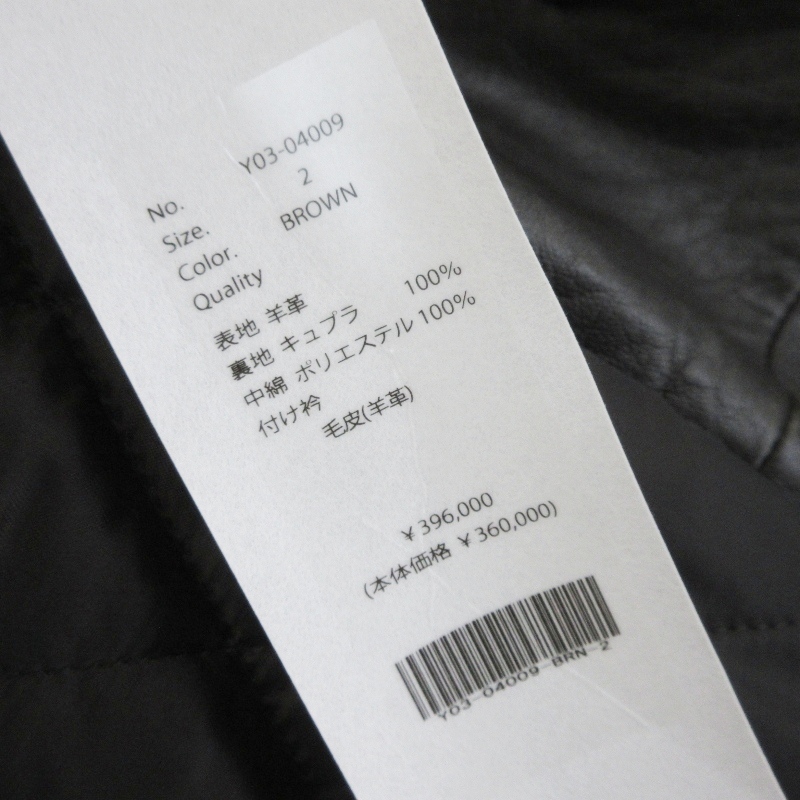 No. Y03-04009
Size. 2
Color. BROWN
Quality
表地 羊革
裏地 キュプラ 100%
中綿 ポリエステル 100%
付け衿
毛皮(羊革)
¥396,000
(本体価格 ¥360,000)
Y03-04009-BRN-2